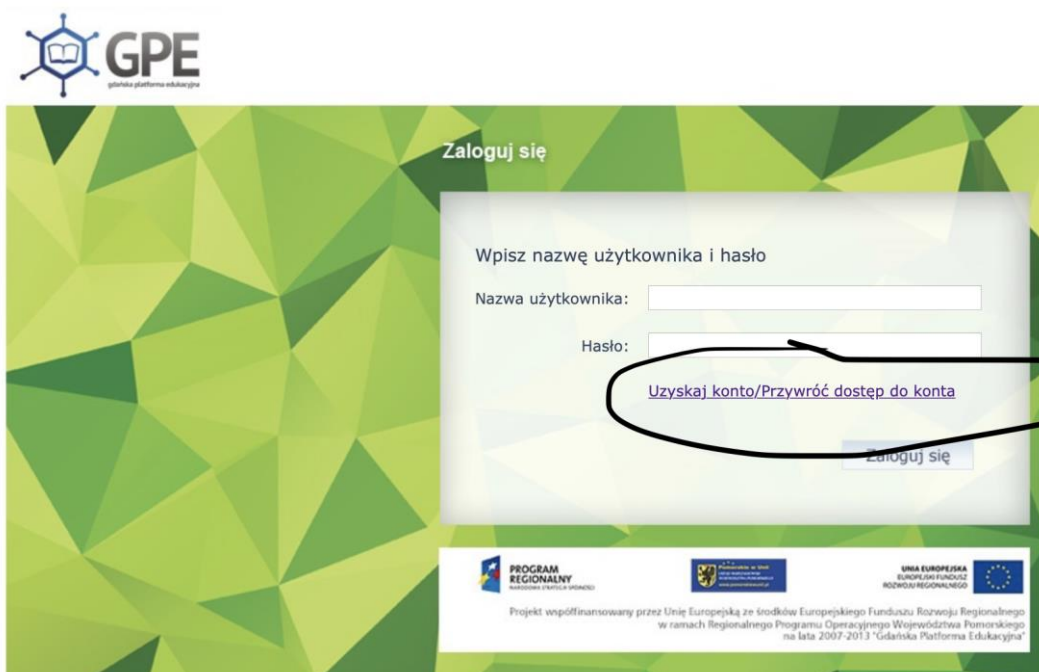 GPE
gdańska platforma edukacyjna
Zaloguj się
Wpisz nazwę użytkownika i hasło
Nazwa użytkownika:
Hasło:
Uzyskaj konto/Przywróć dostęp do konta
Zaloguj się
PROGRAM
REGIONALNY
NARODOWA STRATEGIA SPÓJNOŚCI
Pomorskie w Unii
UNIA EUROPEJSKA
EUROPEJSKI FUNDUSZ
ROZWOJU REGIONALNEGO
Projekt współfinansowany przez Unię Europejską ze środków Europejskiego Funduszu Rozwoju Regionalnego
w ramach Regionalnego Programu Operacyjnego Województwa Pomorskiego
na lata 2007-2013 "Gdańska Platforma Edukacyjna"